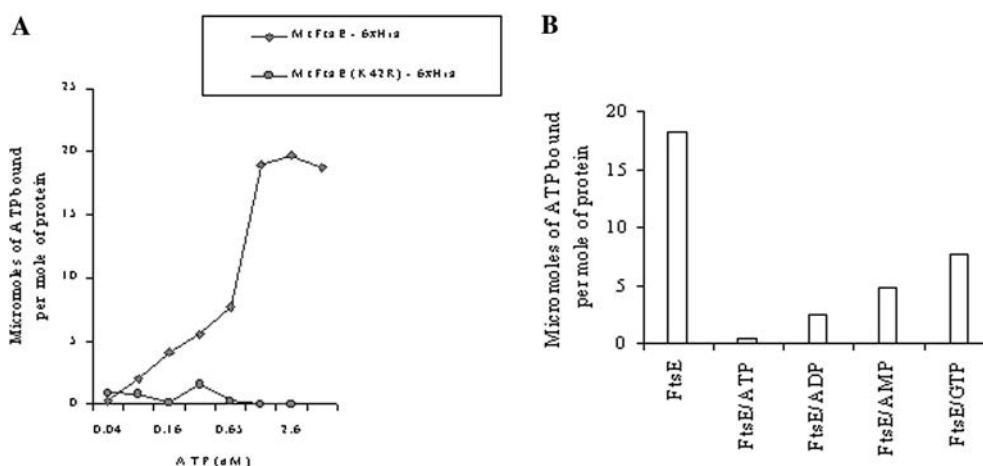 A
MtFtsE - 6xHis
MtFtsE (K42R) - 6xHis
Micromoles of ATP bound
per mole of protein
25
20
15
10
5
0
0.04
0.16
0.65
2.6
ATP (uM)
B
Micromoles of ATP bound
per mole of protein
20
15
10
5
0
FtsE
FtsE/ATP
FtsE/ADP
FtsE/AMP
FtsE/GTP